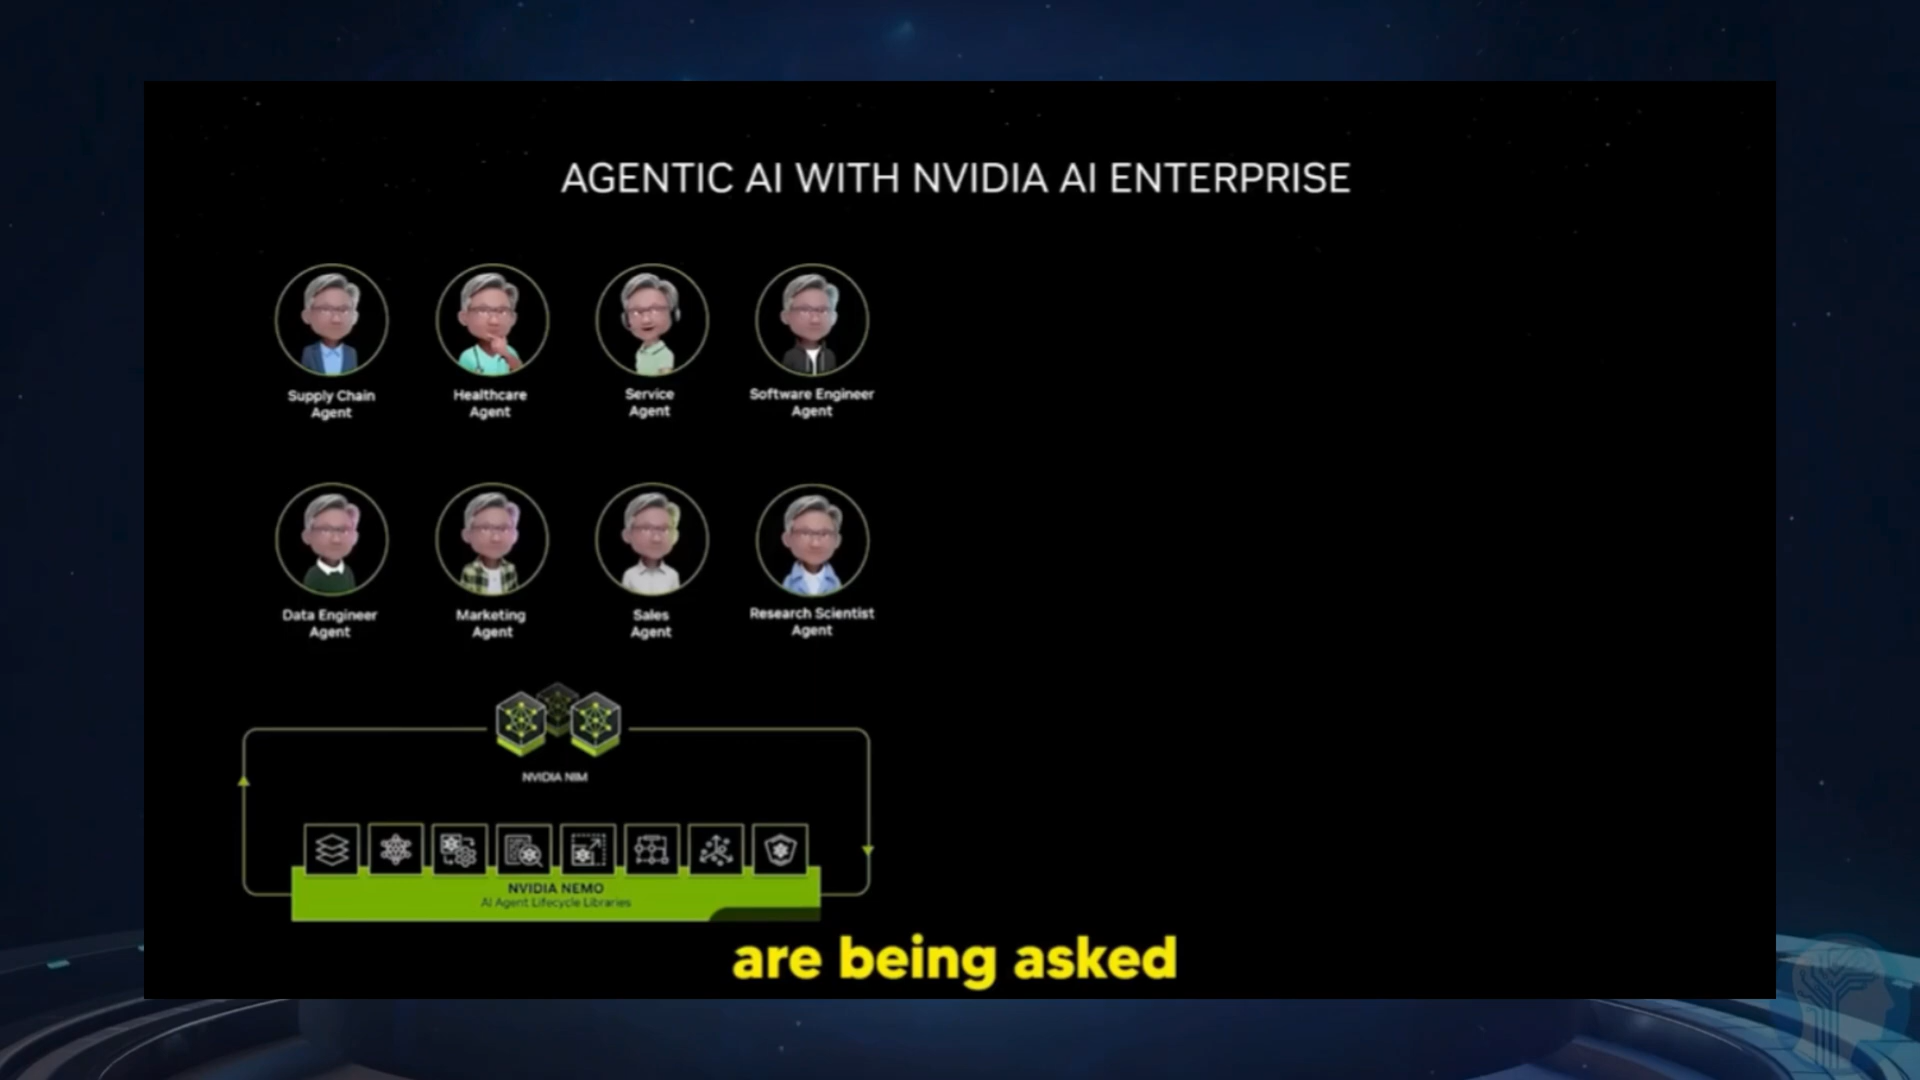 AGENTIC AI WITH NVIDIA AI ENTERPRISE
Supply Chain
Agent
Healthcare
Agent
Service
Agent
Software Engineer
Agent
Data Engineer
Agent
Marketing
Agent
Sales
Agent
Research Scientist
Agent
NVIDIA NIM
NVIDIA NEMO
AI Agent Lifecycle Libraries
are being asked